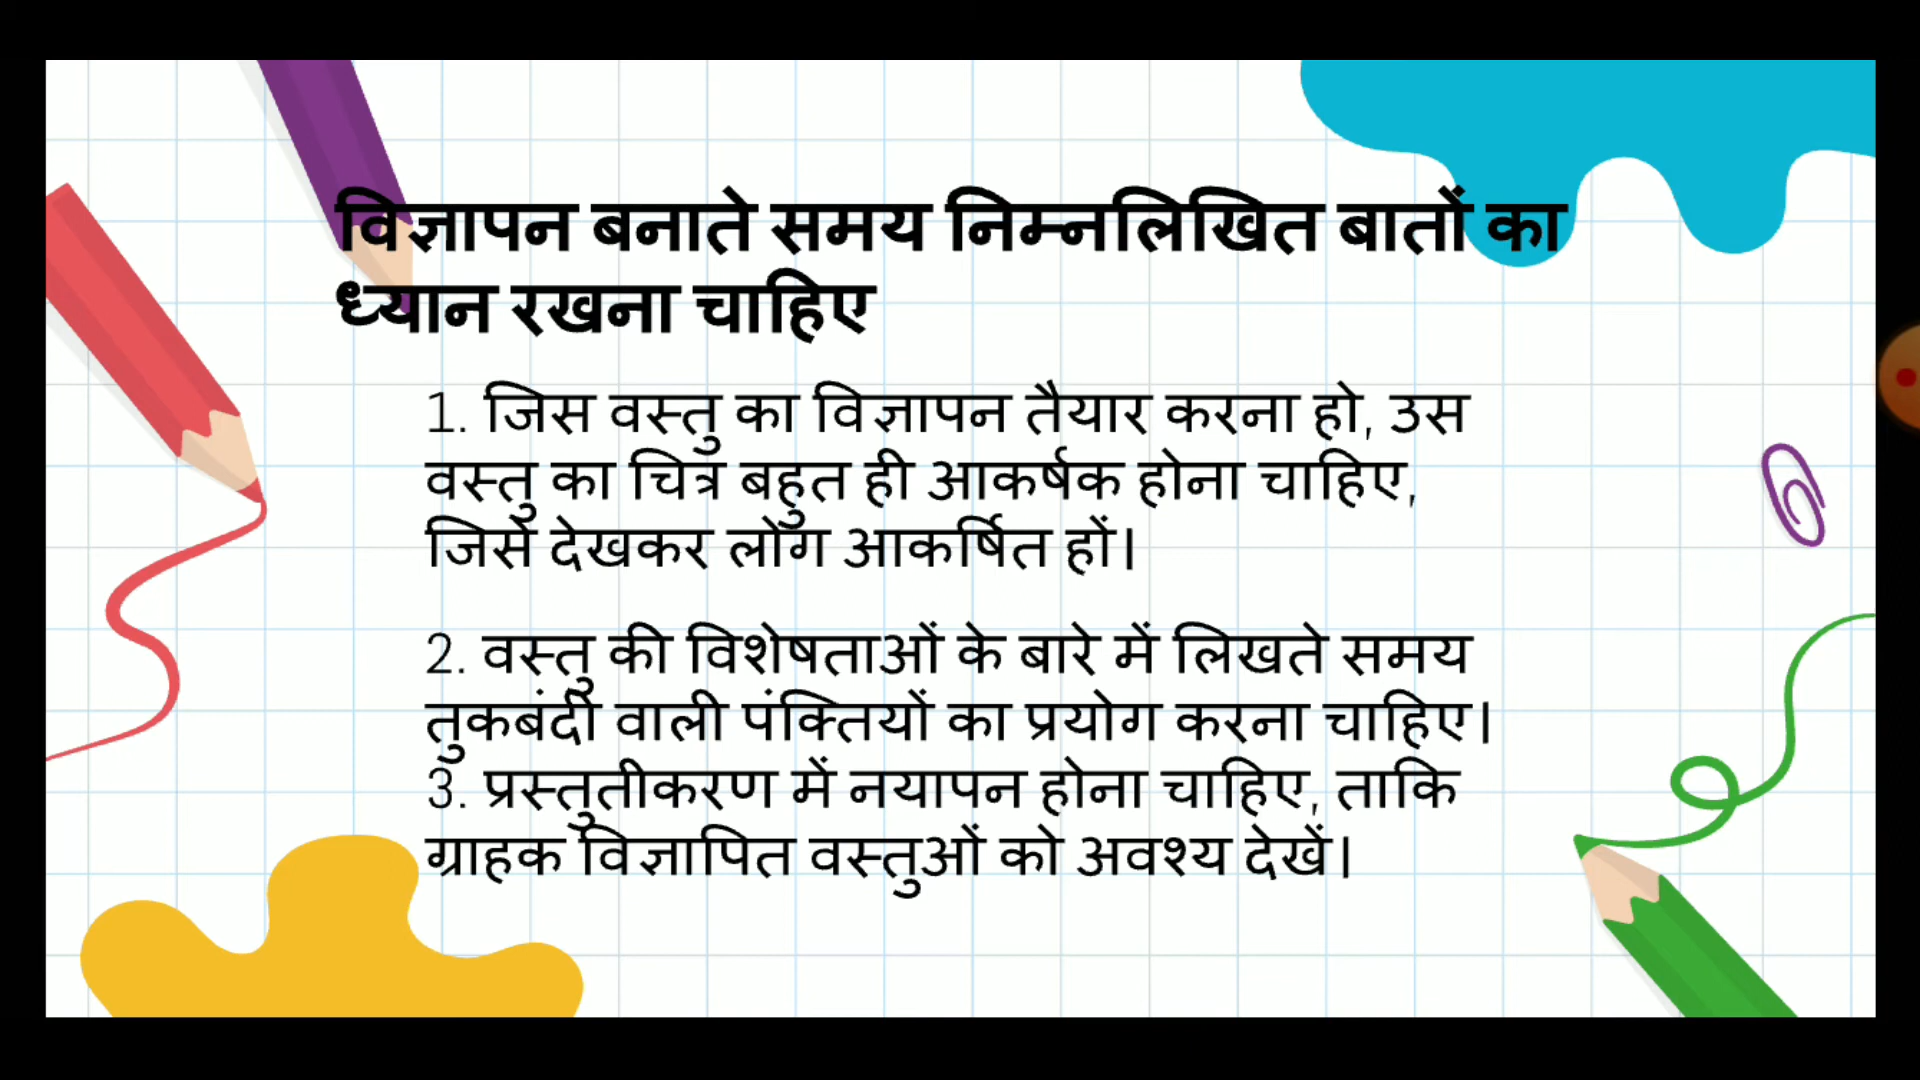 विज्ञापन बनाते समय निम्नलिखित बातों का
ध्यान रखना चाहिए
1. जिस वस्तु का विज्ञापन तैयार करना हो, उस
वस्तु का चित्र बहुत ही आकर्षक होना चाहिए,
जिसे देखकर लोग आकर्षित हों।
2. वस्तु की विशेषताओं के बारे में लिखते समय
तुकबंदी वाली पंक्तियों का प्रयोग करना चाहिए।
3. प्रस्तुतीकरण में नयापन होना चाहिए, ताकि
ग्राहक विज्ञापित वस्तुओं को अवश्य देखें।